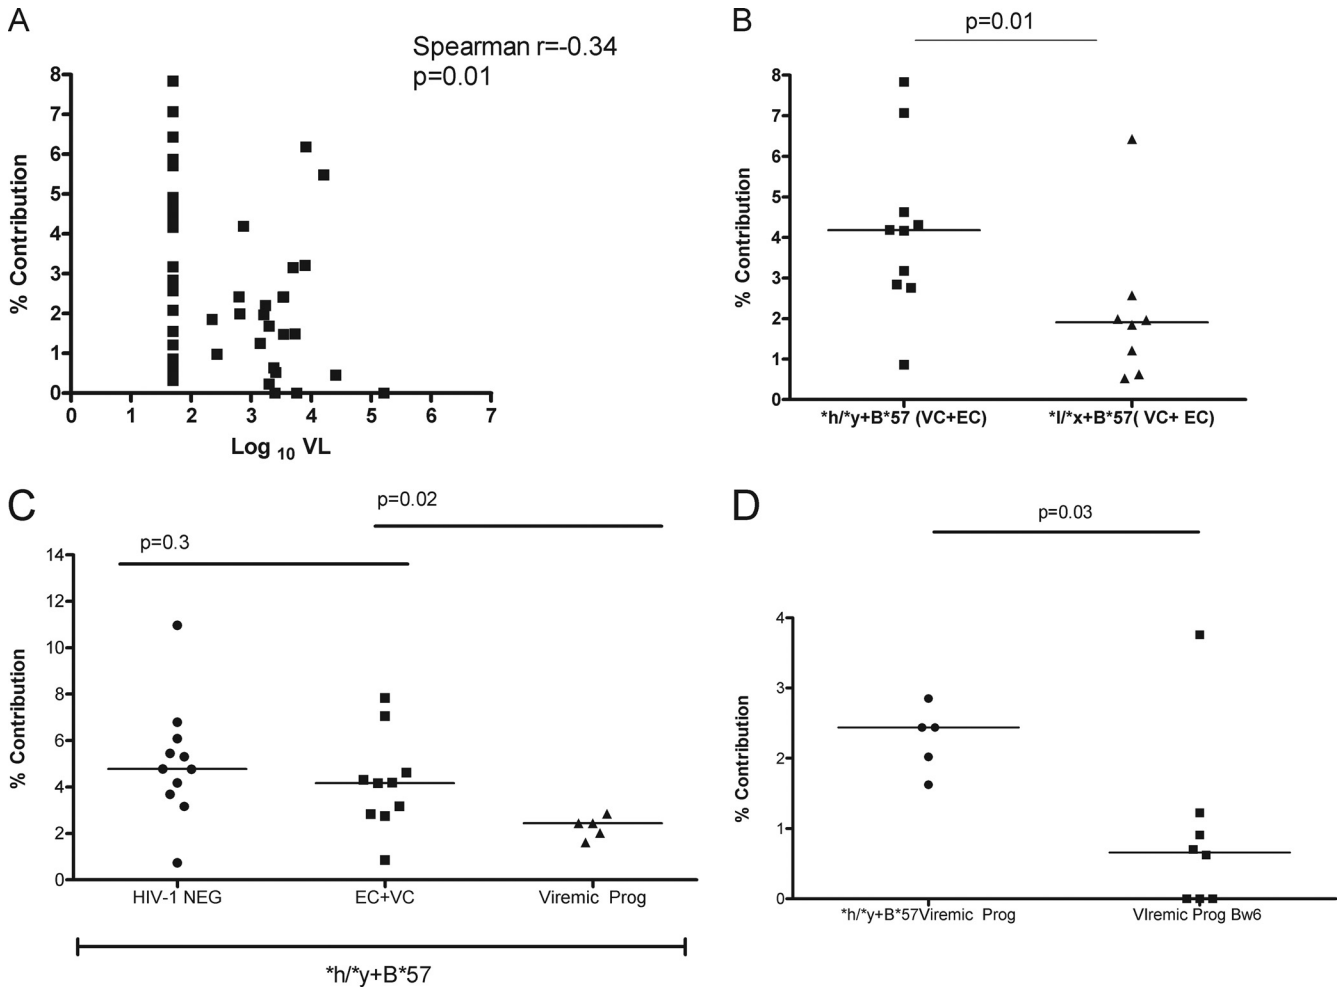 A
Spearman r=-0.34
p=0.01
% Contribution
8
7
6
5
4
3
2
1
0
0 1 2 3 4 5 6 7
Log 10 VL
B
p=0.01
% Contribution
8
7
6
5
4
3
2
1
0
*h/*y+B*57 (VC+EC) *l/*x+B*57( VC+ EC)
C
p=0.02
p=0.3
% Contribution
14
12
10
8
6
4
2
0
HIV-1 NEG EC+VC Viremic Prog
*h/*y+B*57
D
p=0.03
% Contribution
4
3
2
1
0
*h/*y+B*57Viremic Prog VIremic Prog Bw6